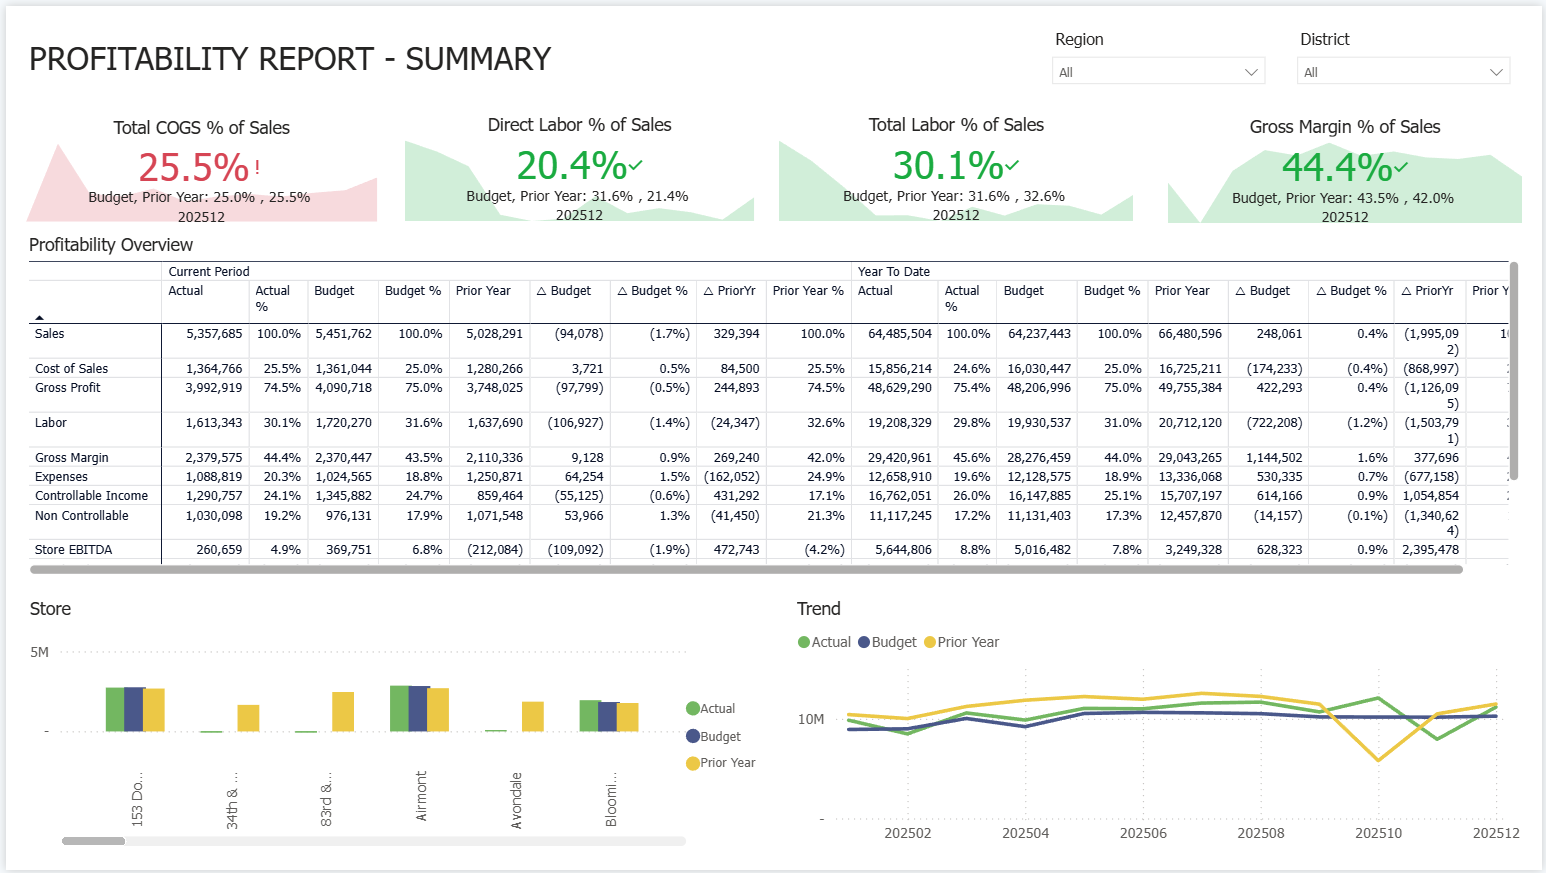 PROFITABILITY REPORT - SUMMARY
Region
District
All
All
Total COGS % of Sales
25.5% !
Budget, Prior Year: 25.0% , 25.5%
202512
Direct Labor % of Sales
20.4%
Budget, Prior Year: 31.6% , 21.4%
202512
Total Labor % of Sales
30.1%
Budget, Prior Year: 31.6% , 32.6%
202512
Gross Margin % of Sales
44.4%
Budget, Prior Year: 43.5% , 42.0%
202512
Profitability Overview
Current Period Year To Date
Actual Actual % Budget Budget % Prior Year △ Budget △ Budget % △ PriorYr Prior Year % Actual Actual % Budget Budget % Prior Year △ Budget △ Budget % △ PriorYr Prior Y
Sales 5,357,685 100.0% 5,451,762 100.0% 5,028,291 (94,078) (1.7%) 329,394 100.0% 64,485,504 100.0% 64,237,443 100.0% 66,480,596 248,061 0.4% (1,995,092) 10
Cost of Sales 1,364,766 25.5% 1,361,044 25.0% 1,280,266 3,721 0.5% 84,500 25.5% 15,856,214 24.6% 16,030,447 25.0% 16,725,211 (174,233) (0.4%) (868,997)
Gross Profit 3,992,919 74.5% 4,090,718 75.0% 3,748,025 (97,799) (0.5%) 244,893 74.5% 48,629,290 75.4% 48,206,996 75.0% 49,755,384 422,293 0.4% (1,126,095)
Labor 1,613,343 30.1% 1,720,270 31.6% 1,637,690 (106,927) (1.4%) (24,347) 32.6% 19,208,329 29.8% 19,930,537 31.0% 20,712,120 (722,208) (1.2%) (1,503,791)
Gross Margin 2,379,575 44.4% 2,370,447 43.5% 2,110,336 9,128 0.9% 269,240 42.0% 29,420,961 45.6% 28,276,459 44.0% 29,043,265 1,144,502 1.6% 377,696
Expenses 1,088,819 20.3% 1,024,565 18.8% 1,250,871 64,254 1.5% (162,052) 24.9% 12,658,910 19.6% 12,128,575 18.9% 13,336,068 530,335 0.7% (677,158)
Controllable Income 1,290,757 24.1% 1,345,882 24.7% 859,464 (55,125) (0.6%) 431,292 17.1% 16,762,051 26.0% 16,147,885 25.1% 15,707,197 614,166 0.9% 1,054,854
Non Controllable 1,030,098 19.2% 976,131 17.9% 1,071,548 53,966 1.3% (41,450) 21.3% 11,117,245 17.2% 11,131,403 17.3% 12,457,870 (14,157) (0.1%) (1,340,624)
Store EBITDA 260,659 4.9% 369,751 6.8% (212,084) (109,092) (1.9%) 472,743 (4.2%) 5,644,806 8.8% 5,016,482 7.8% 3,249,328 628,323 0.9% 2,395,478
Store
5M
-
153 Do...
34th & ...
83rd &...
Airmont
Avondale
Bloomi...
Actual
Budget
Prior Year
Trend
Actual Budget Prior Year
10M
-
202502 202504 202506 202508 202510 202512